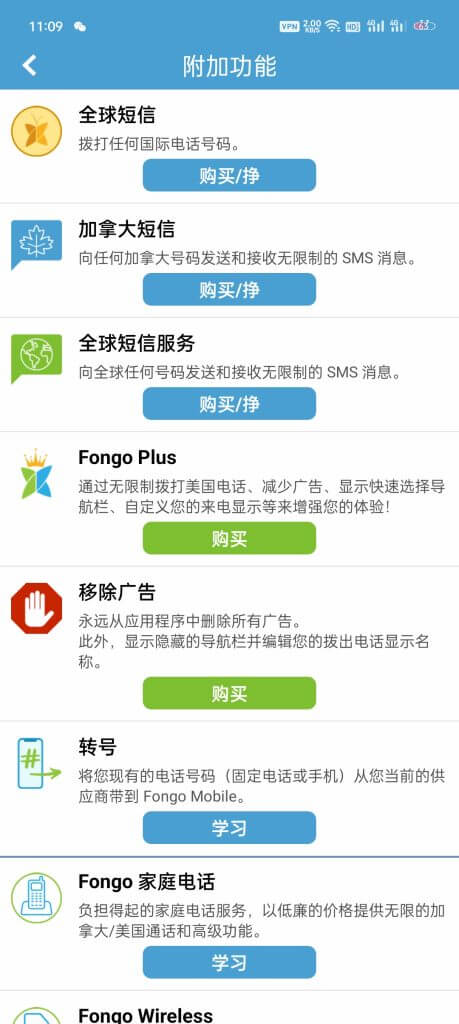 11:09
VPN 2.00 KB/S HD 4G 4G
附加功能
全球短信
拨打任何国际电话号码。
购买/挣
加拿大短信
向任何加拿大号码发送和接收无限制的 SMS 消息。
购买/挣
全球短信服务
向全球任何号码发送和接收无限制的 SMS 消息。
购买/挣
Fongo Plus
通过无限制拨打美国电话、减少广告、显示快速选择导
航栏、自定义您的来电显示等来增强您的体验！
购买
移除广告
永远从应用程序中删除所有广告。
此外，显示隐藏的导航栏并编辑您的拨出电话显示名
称。
购买
转号
将您现有的电话号码（固定电话或手机）从您当前的供
应商带到 Fongo Mobile。
学习
Fongo 家庭电话
负担得起的家庭电话服务，以低廉的价格提供无限的加
拿大/美国通话和高级功能。
学习
Fongo Wireless